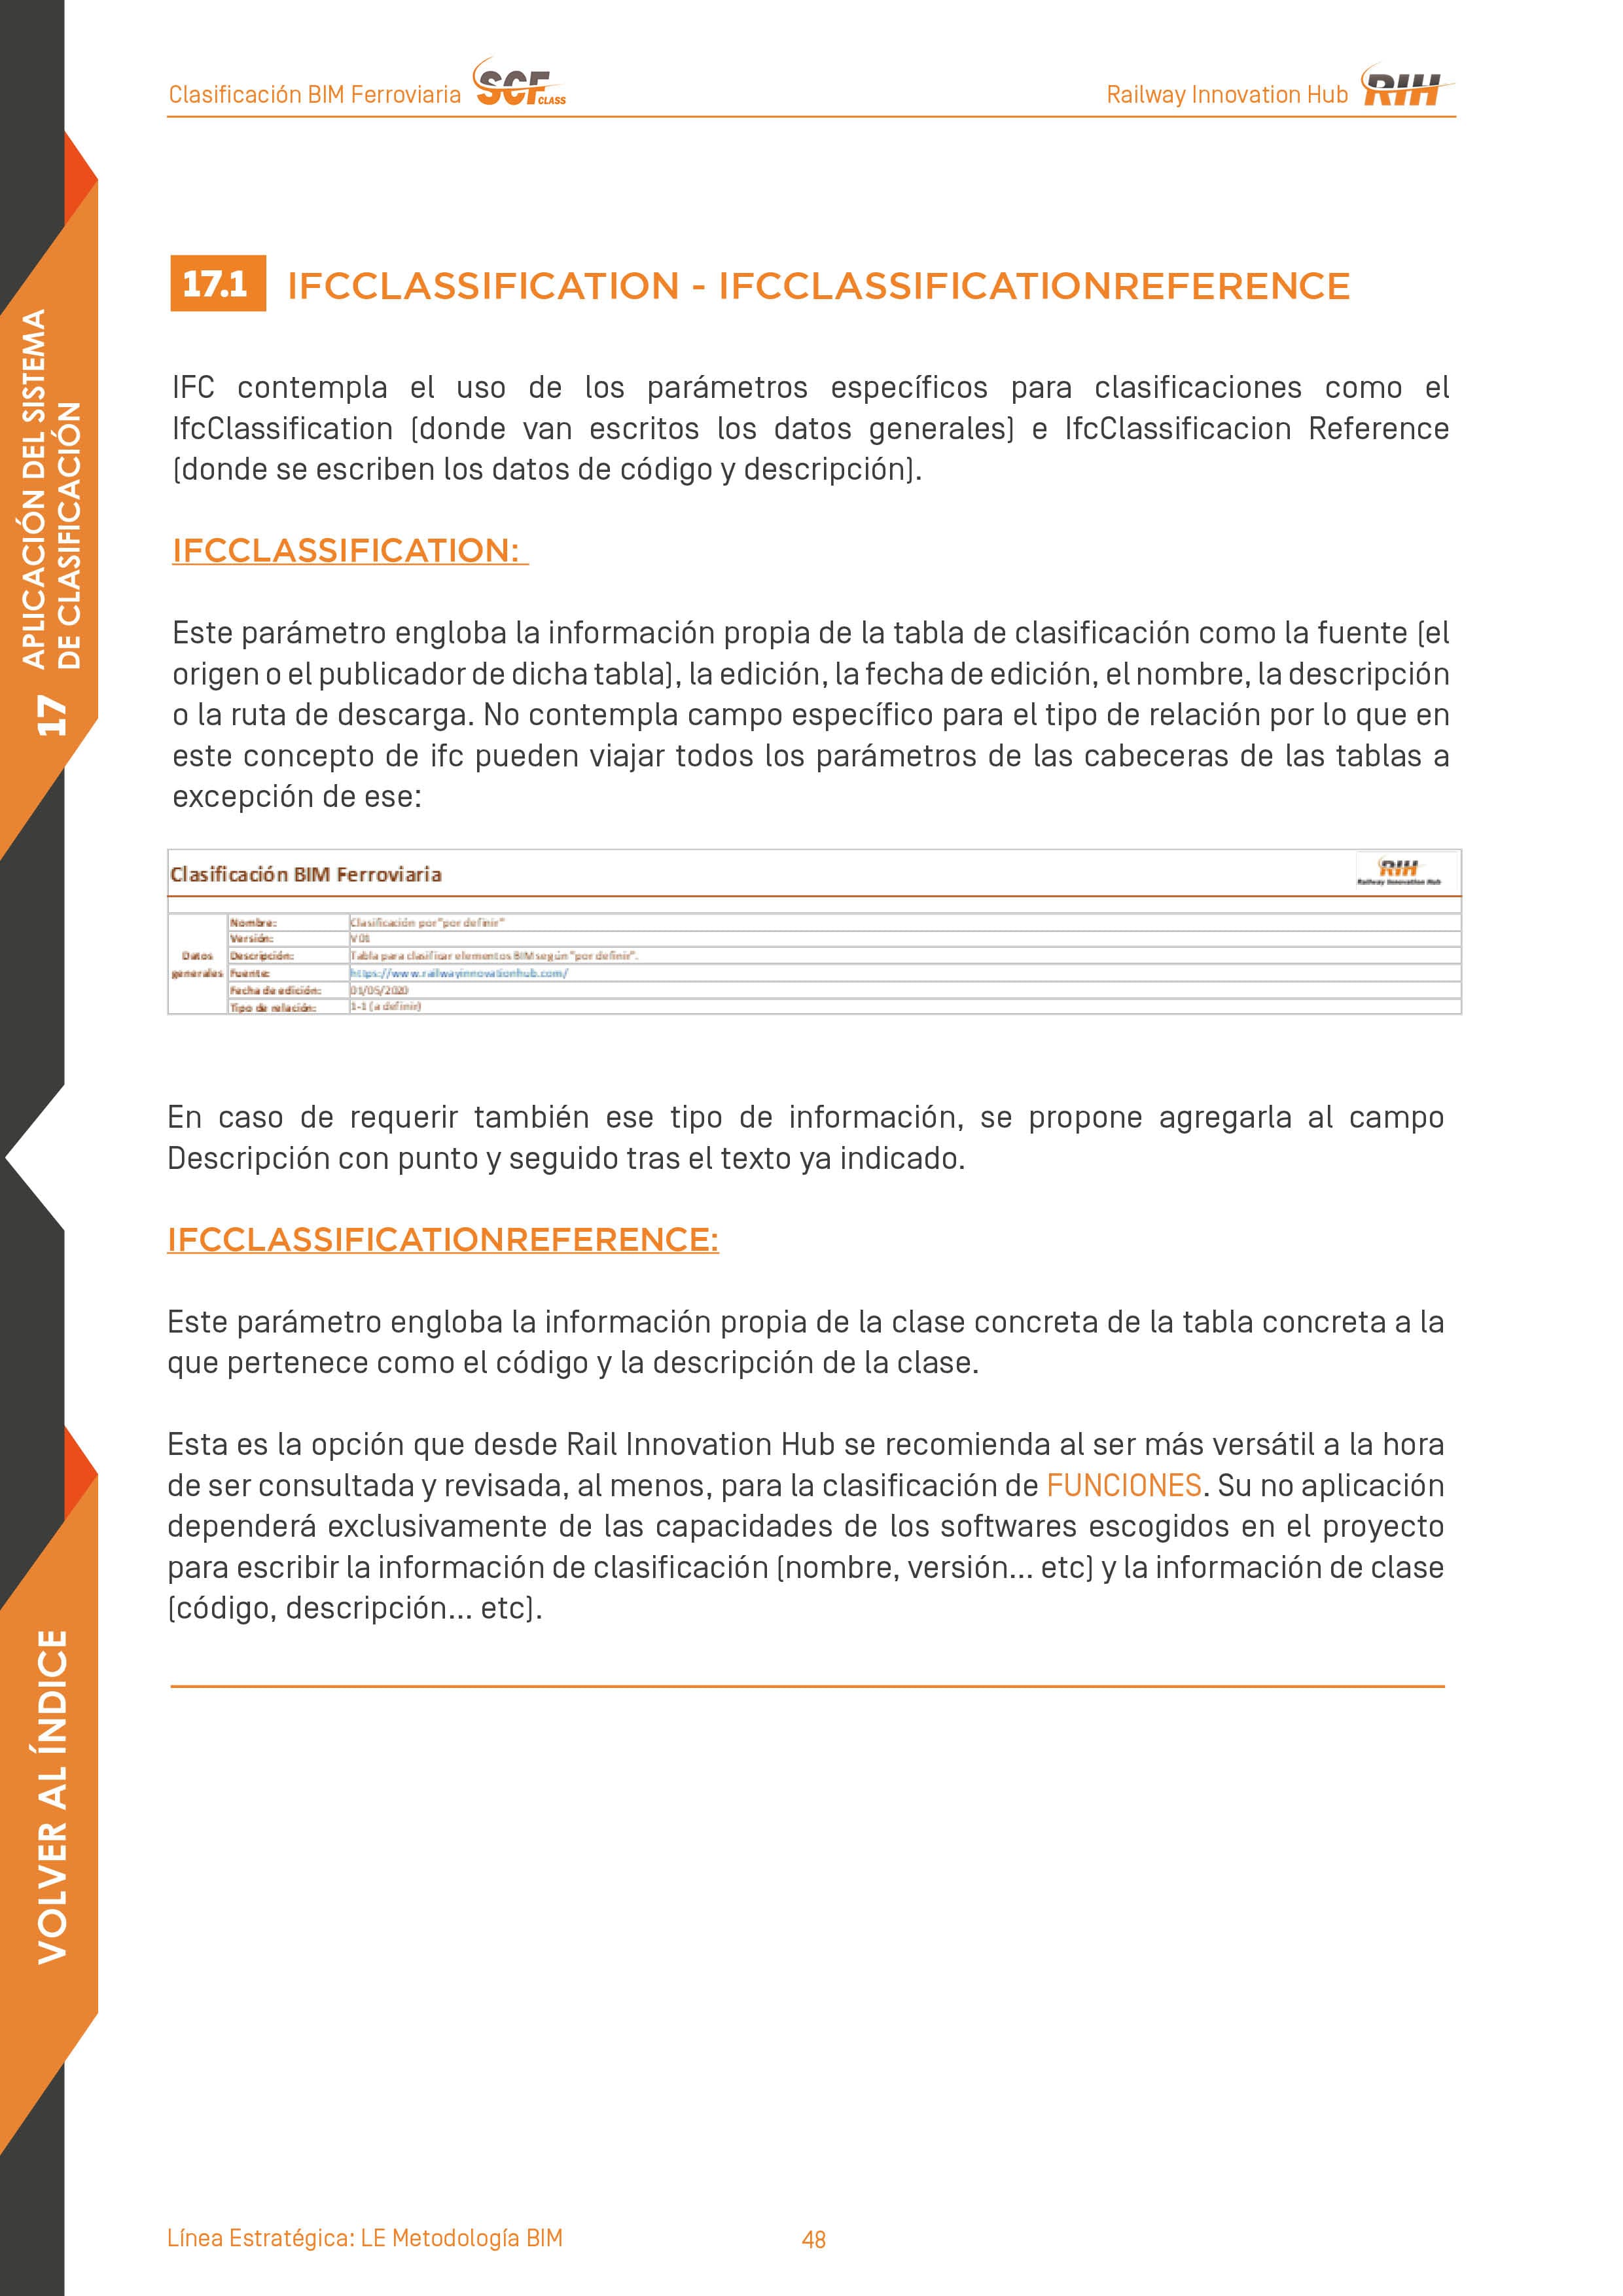 Clasificación BIM Ferroviaria SCF CLASS
Railway Innovation Hub RIH
17 APLICACIÓN DEL SISTEMA
DE CLASIFICACIÓN
17.1 IFCCLASSIFICATION - IFCCLASSIFICATIONREFERENCE
IFC contempla el uso de los parámetros específicos para clasificaciones como el
IfcClassification (donde van escritos los datos generales) e IfcClassificacion Reference
(donde se escriben los datos de código y descripción).
IFCCLASSIFICATION:
Este parámetro engloba la información propia de la tabla de clasificación como la fuente (el
origen o el publicador de dicha tabla), la edición, la fecha de edición, el nombre, la descripción
o la ruta de descarga. No contempla campo específico para el tipo de relación por lo que en
este concepto de ifc pueden viajar todos los parámetros de las cabeceras de las tablas a
excepción de ese:
Clasificación BIM Ferroviaria
RIH
Railway Innovation Hub
Datos generales
Nombre: Clasificación por "por definir"
Versión: V01
Descripción: Tabla para clasificar elementos BIM según "por definir".
Fuente: https://www.railwayinnovationhub.com/
Fecha de edición: 01/05/2020
Tipo de relación: 1-1 (a definir)
En caso de requerir también ese tipo de información, se propone agregarla al campo
Descripción con punto y seguido tras el texto ya indicado.
IFCCLASSIFICATIONREFERENCE:
Este parámetro engloba la información propia de la clase concreta de la tabla concreta a la
que pertenece como el código y la descripción de la clase.
Esta es la opción que desde Rail Innovation Hub se recomienda al ser más versátil a la hora
de ser consultada y revisada, al menos, para la clasificación de FUNCIONES. Su no aplicación
dependerá exclusivamente de las capacidades de los softwares escogidos en el proyecto
para escribir la información de clasificación (nombre, versión... etc) y la información de clase
(código, descripción... etc).
VOLVER AL ÍNDICE
Línea Estratégica: LE Metodología BIM
48